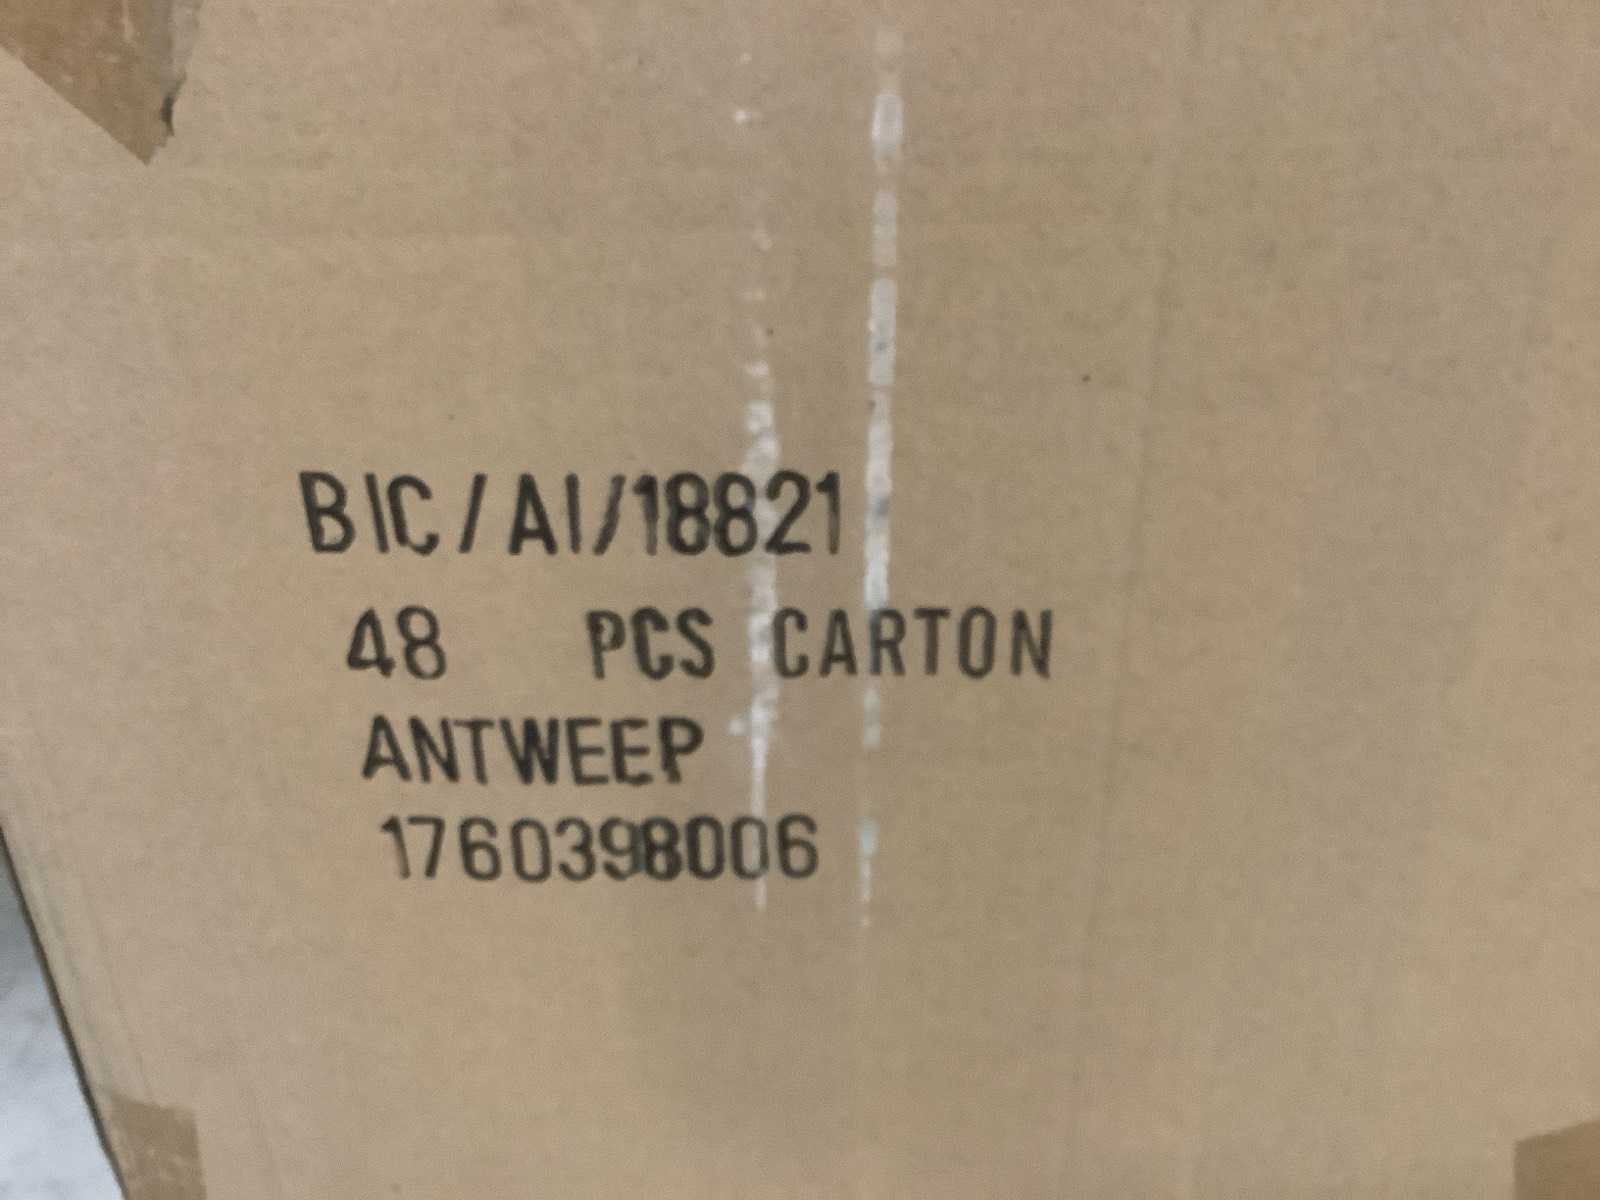 BIC/AI/18821
48 PCS CARTON
ANTWEEP
1760398006